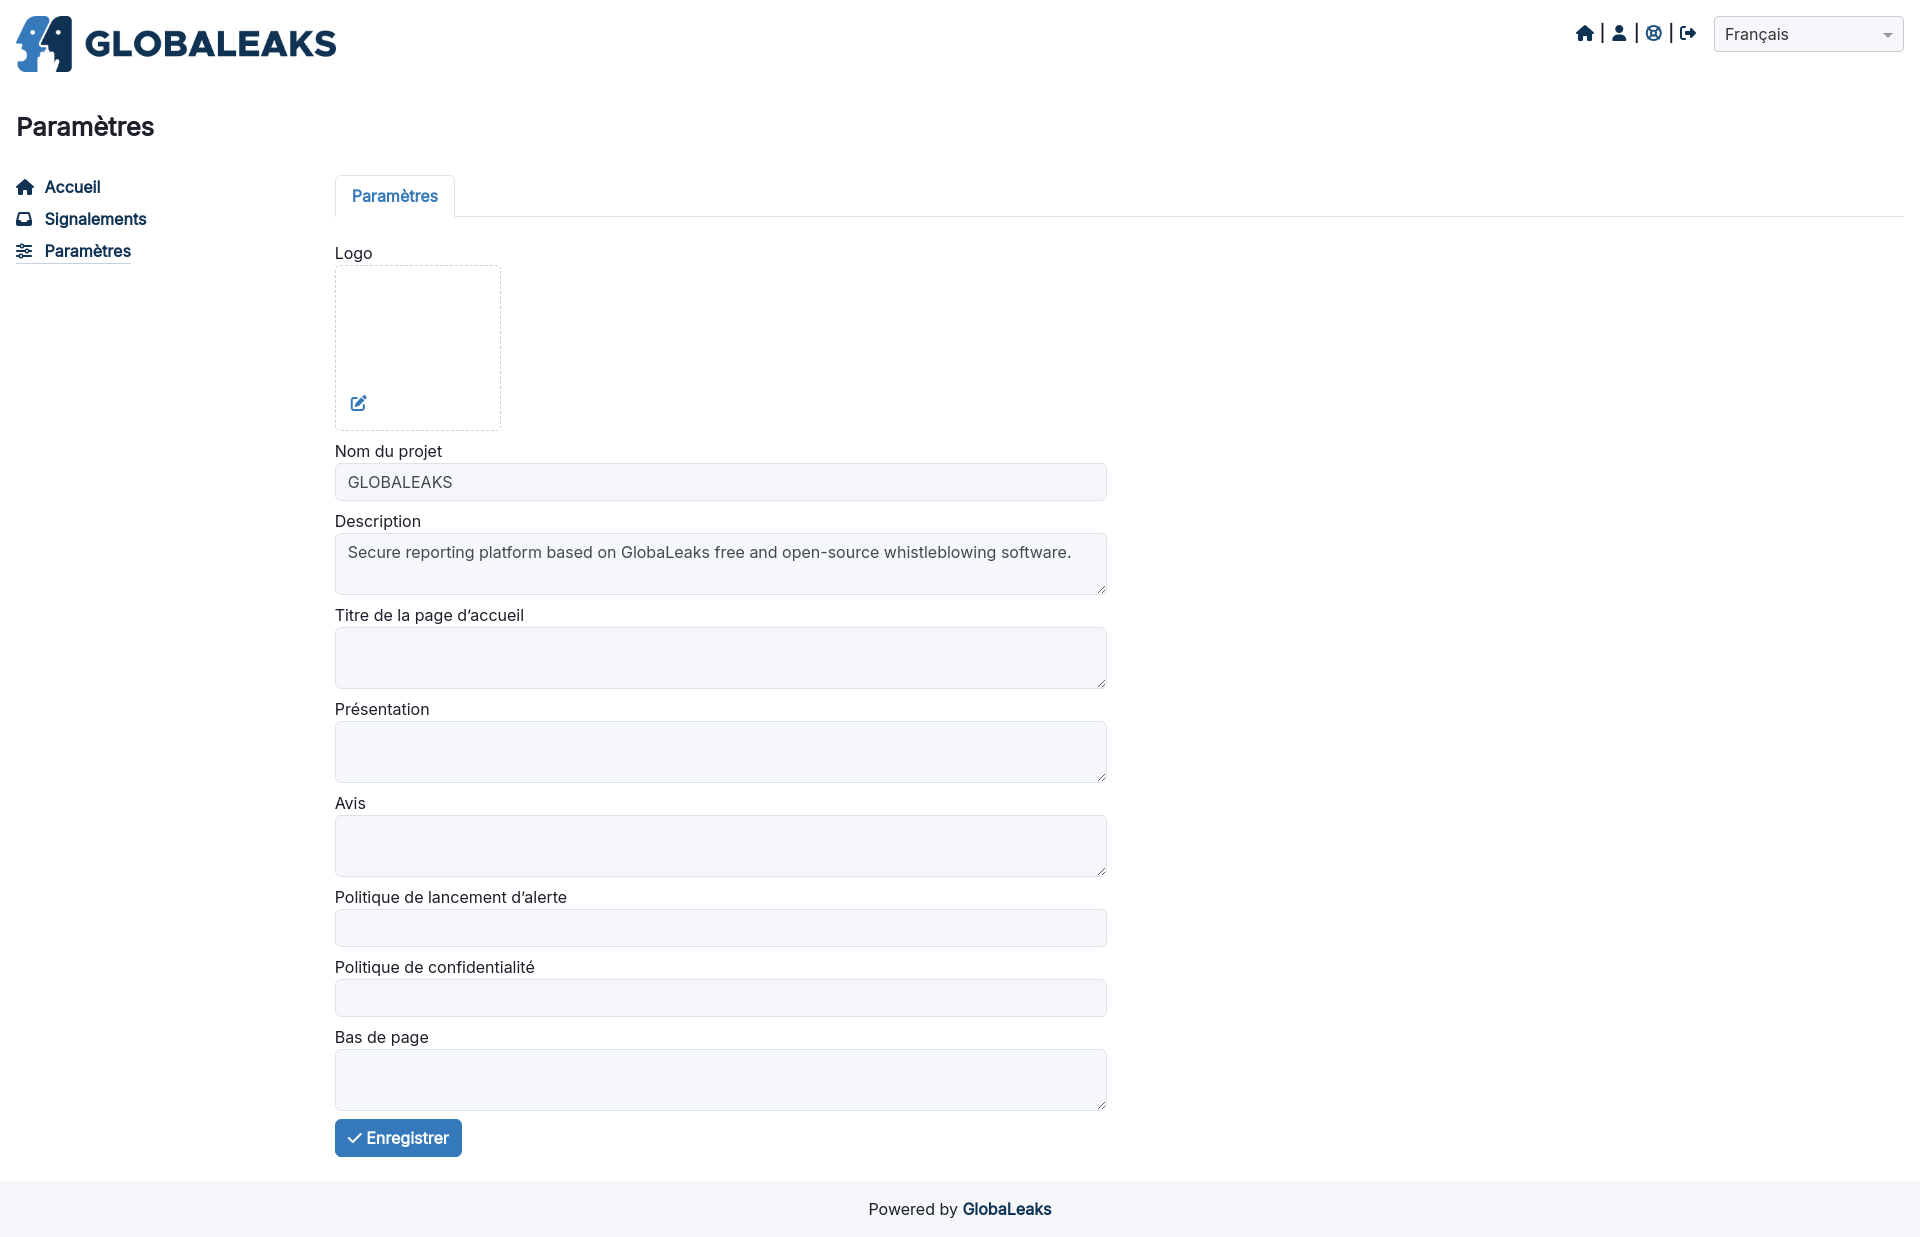 GLOBALEAKS
Français
Paramètres
Accueil
Signalements
Paramètres
Paramètres
Logo
Nom du projet
GLOBALEAKS
Description
Secure reporting platform based on GlobaLeaks free and open-source whistleblowing software.
Titre de la page d’accueil
Présentation
Avis
Politique de lancement d’alerte
Politique de confidentialité
Bas de page
Enregistrer
Powered by GlobaLeaks